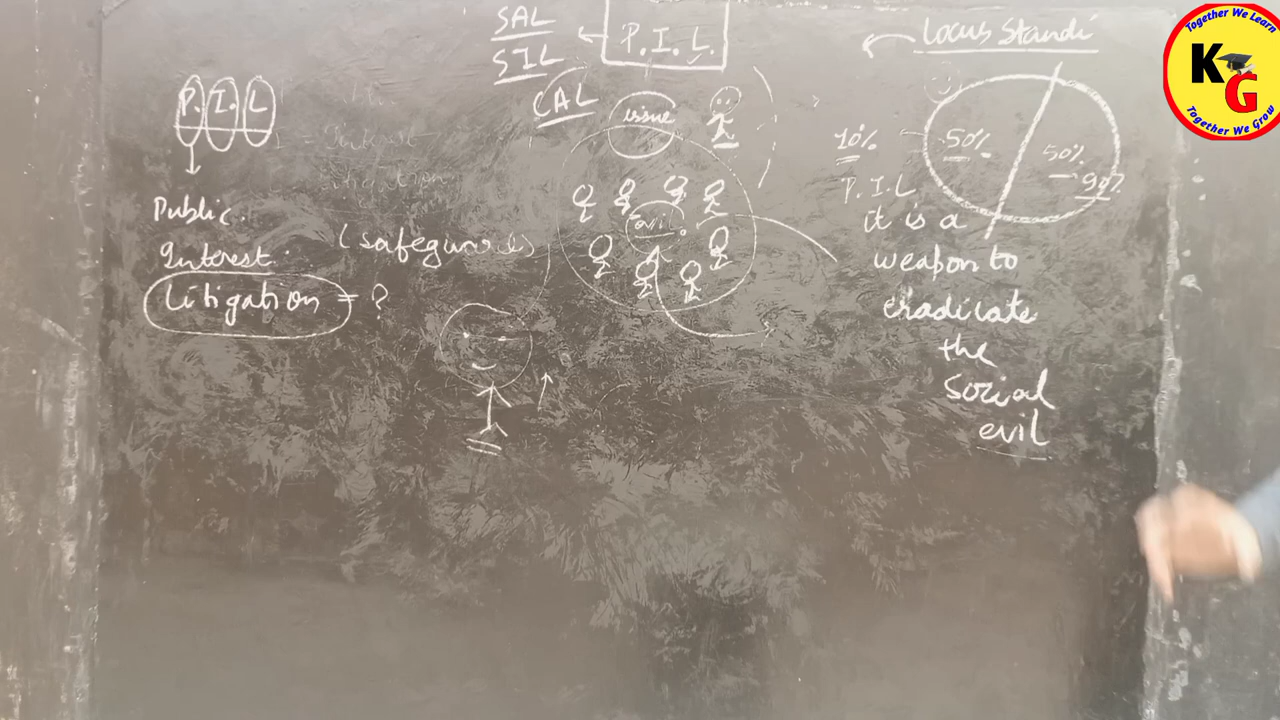 SAL
SIL
CAL
P.I.L.
Locus Standi
P. I. L
Public.
Interest.
Litigation = ?
(safeguards)
issue
evil.
10%
50%.
50%.
90%
P.I.L
it is a
weapon to
eradicate
the
social
evil
Together We Learn
KG
Together We Grow